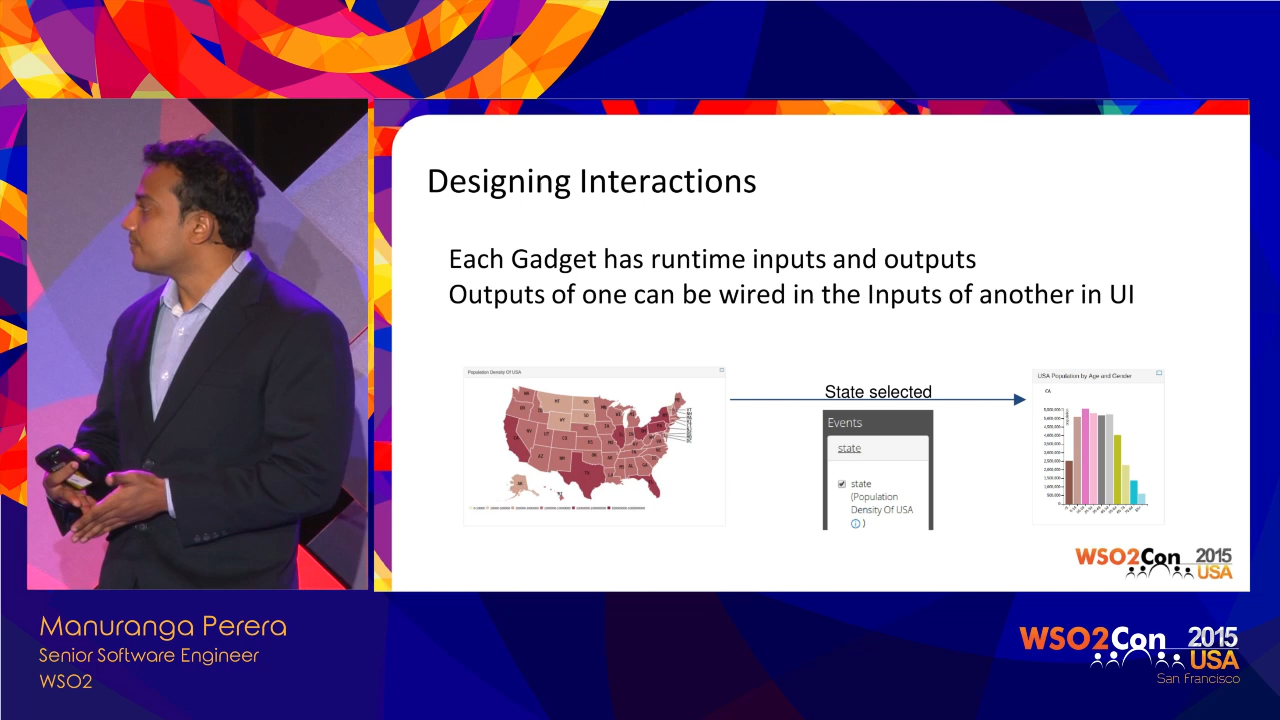 Designing Interactions
Each Gadget has runtime inputs and outputs
Outputs of one can be wired in the Inputs of another in UI
Population Density Of USA
State selected
Events
state
state
(Population
Density Of USA
)
USA Population by Age and Gender
CA
WSO2Con 2015
USA
Manuranga Perera
Senior Software Engineer
WSO2
WSO2Con 2015
USA
San Francisco